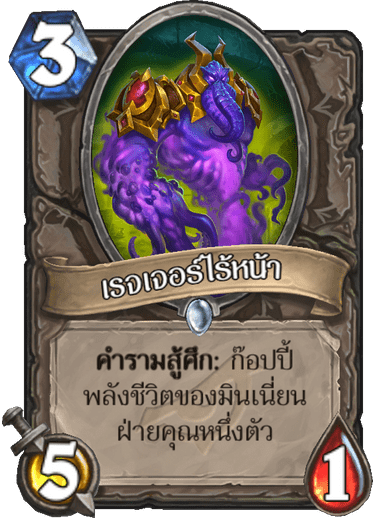 3
เรจเจอร์ไร้หน้า
คำรามสู้ศึก: ก๊อปปี้
พลังชีวิตของมินเนี่ยน
ฝ่ายคุณหนึ่งตัว
5
1